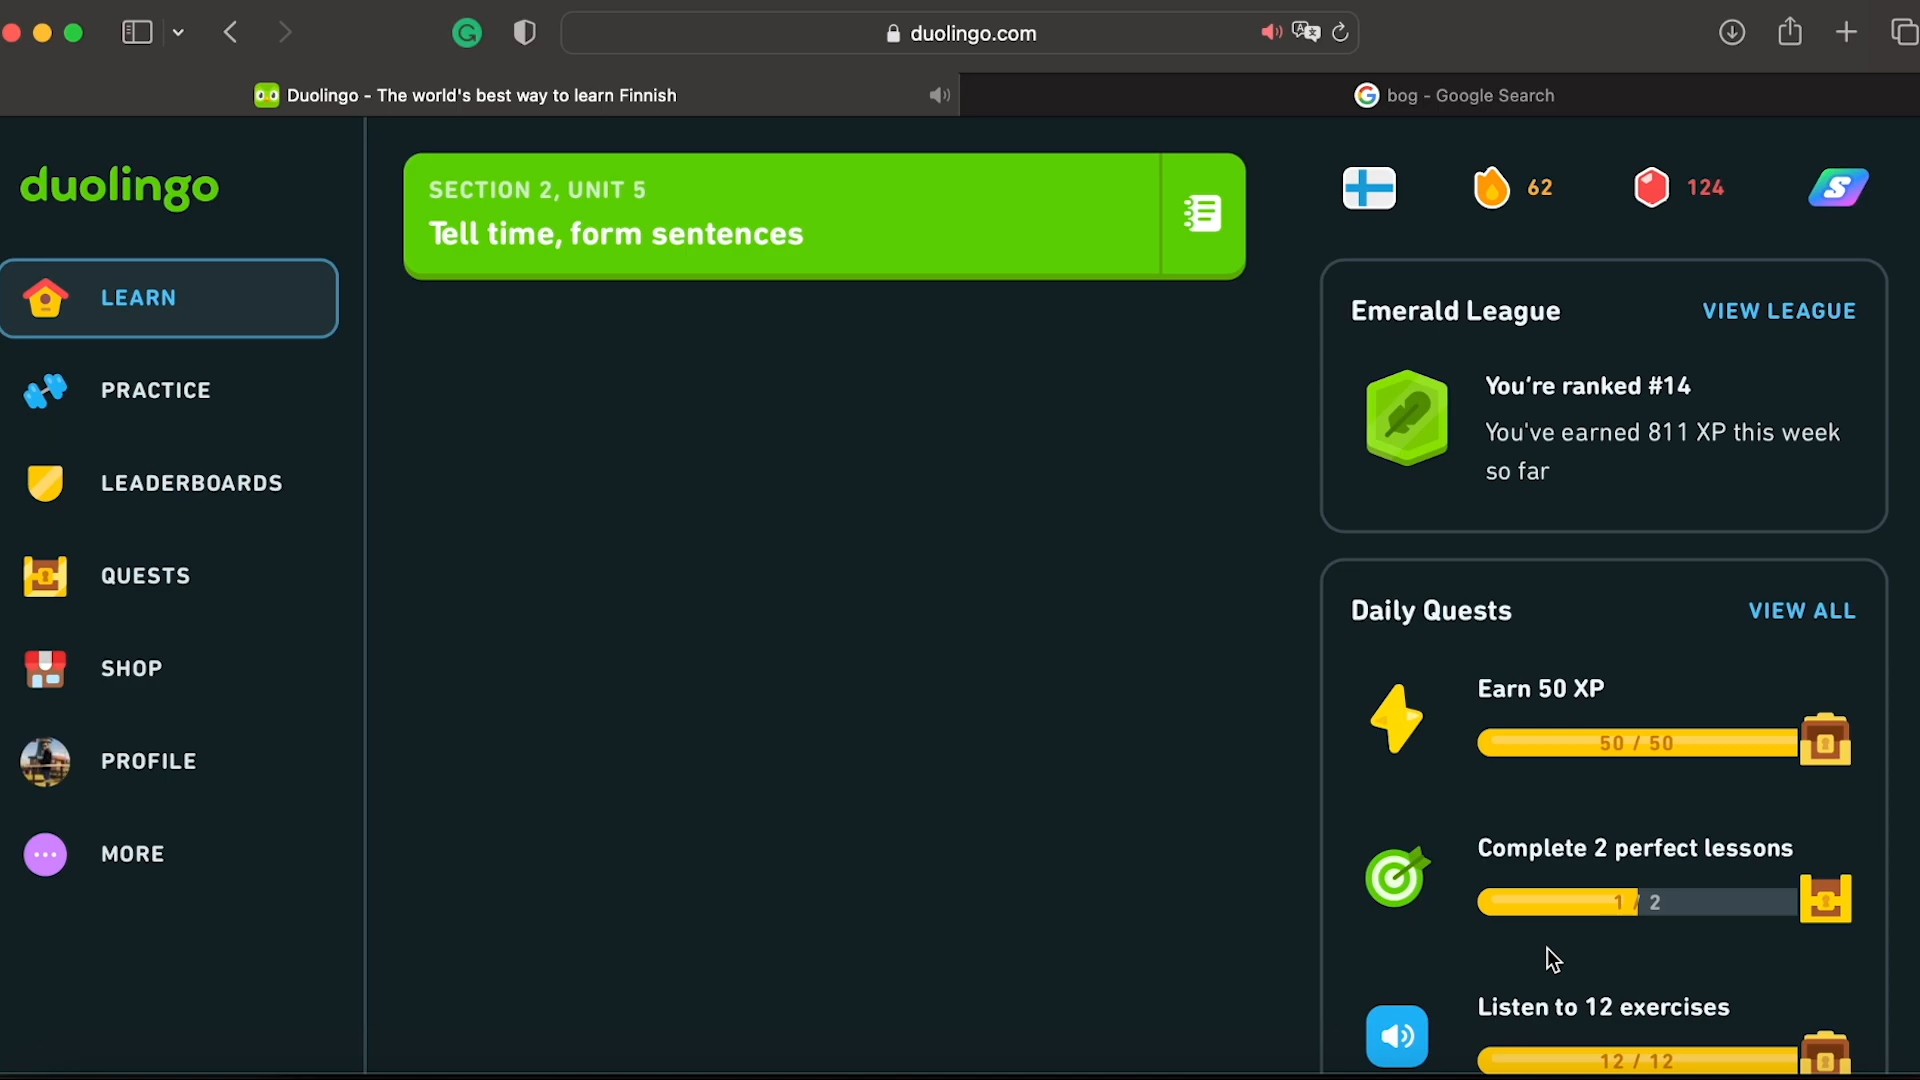 duolingo.com
Duolingo - The world's best way to learn Finnish
bog - Google Search
duolingo
LEARN
PRACTICE
LEADERBOARDS
QUESTS
SHOP
PROFILE
MORE
SECTION 2, UNIT 5
Tell time, form sentences
62
124
S
Emerald League
VIEW LEAGUE
You're ranked #14
You've earned 811 XP this week
so far
Daily Quests
VIEW ALL
Earn 50 XP
50 / 50
Complete 2 perfect lessons
1 / 2
Listen to 12 exercises
12 / 12